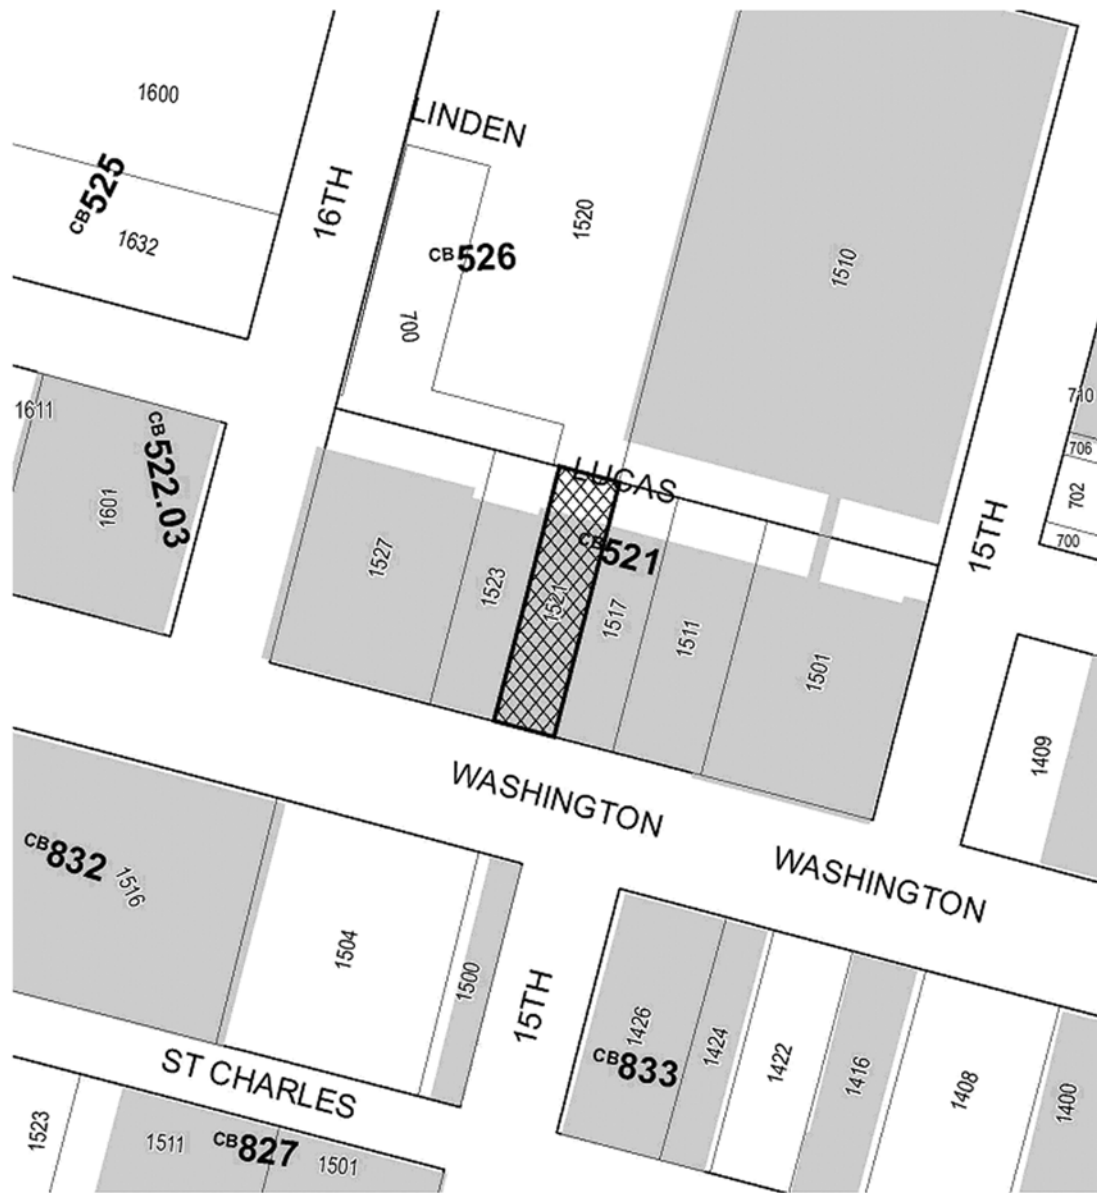 1600
LINDEN
CB525
16TH
1632
CB526
1520
1510
700
1611
CB522.03
1601
710
706
702
700
LUCAS
15TH
CB521
1527
1523
1521
1517
1511
1501
1409
WASHINGTON
WASHINGTON
CB832
1516
1504
1500
15TH
1426
CB833
1424
1422
1416
1408
1400
ST CHARLES
1523
1511
CB827
1501